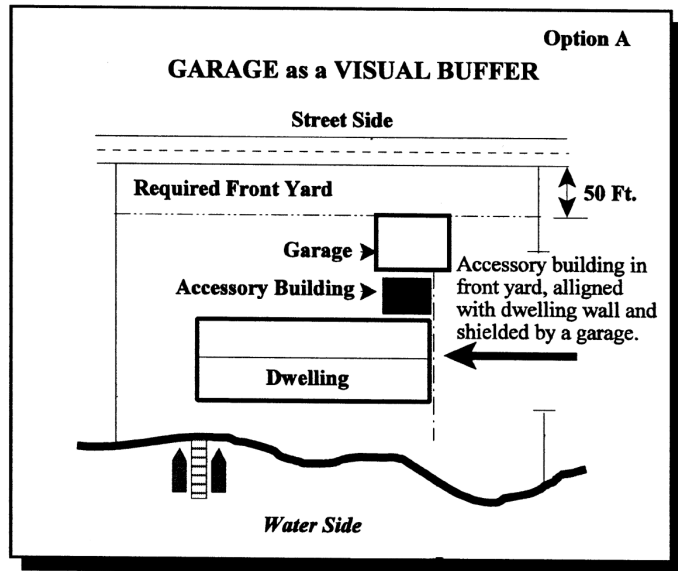 Option A
GARAGE as a VISUAL BUFFER
Street Side
Required Front Yard
50 Ft.
Garage
Accessory Building
Accessory building in
front yard, alligned
with dwelling wall and
shielded by a garage.
Dwelling
Water Side